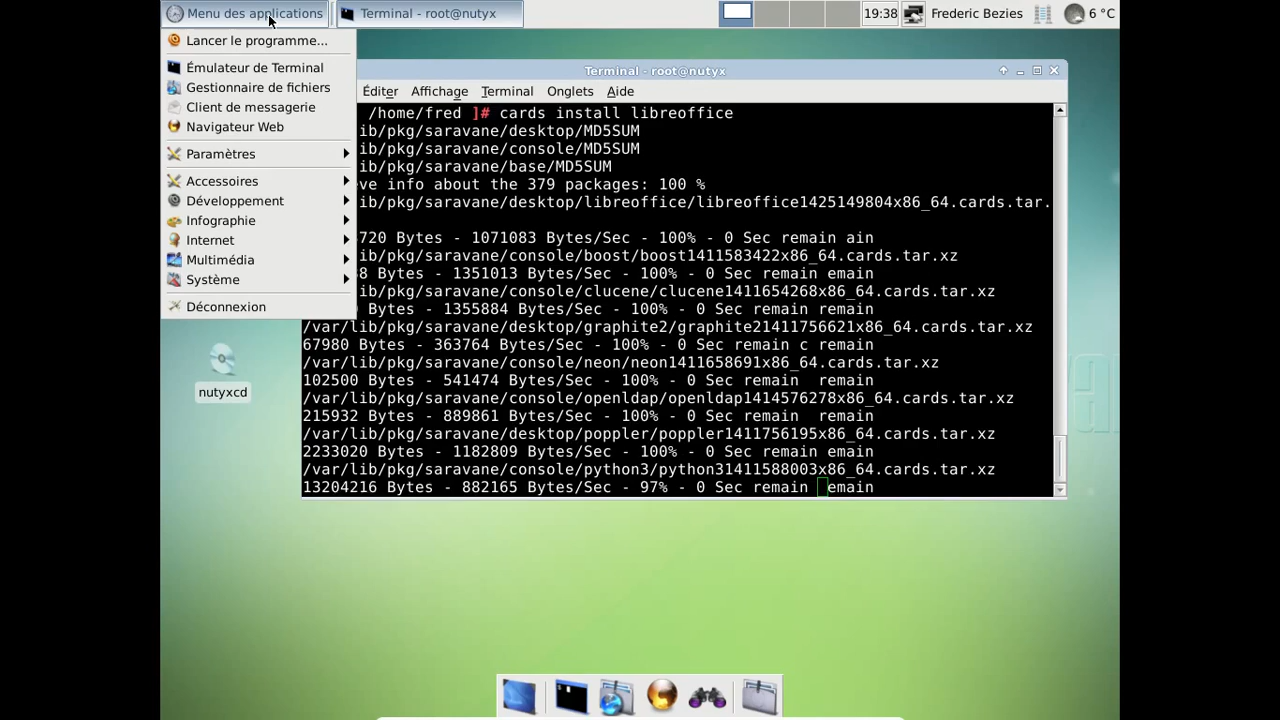 Menu des applications
Terminal - root@nutyx
19:38
Frederic Bezies
6 °C
Lancer le programme...
Émulateur de Terminal
Gestionnaire de fichiers
Client de messagerie
Navigateur Web
Paramètres
Accessoires
Développement
Infographie
Internet
Multimédia
Système
Déconnexion
Terminal - root@nutyx
Éditer Affichage Terminal Onglets Aide
/home/fred ]# cards install libreoffice
ib/pkg/saravane/desktop/MD5SUM
ib/pkg/saravane/console/MD5SUM
ib/pkg/saravane/base/MD5SUM
ve info about the 379 packages: 100 %
ib/pkg/saravane/desktop/libreoffice/libreoffice1425149804x86_64.cards.tar.
720 Bytes - 1071083 Bytes/Sec - 100% - 0 Sec remain ain
ib/pkg/saravane/console/boost/boost1411583422x86_64.cards.tar.xz
8 Bytes - 1351013 Bytes/Sec - 100% - 0 Sec remain emain
ib/pkg/saravane/console/clucene/clucene1411654268x86_64.cards.tar.xz
Bytes - 1355884 Bytes/Sec - 100% - 0 Sec remain emain
/var/lib/pkg/saravane/desktop/graphite2/graphite21411756621x86_64.cards.tar.xz
67980 Bytes - 363764 Bytes/Sec - 100% - 0 Sec remain c remain
/var/lib/pkg/saravane/console/neon/neon1411658691x86_64.cards.tar.xz
102500 Bytes - 541474 Bytes/Sec - 100% - 0 Sec remain  remain
/var/lib/pkg/saravane/console/openldap/openldap1414576278x86_64.cards.tar.xz
215932 Bytes - 889861 Bytes/Sec - 100% - 0 Sec remain  remain
/var/lib/pkg/saravane/desktop/poppler/poppler1411756195x86_64.cards.tar.xz
2233020 Bytes - 1182809 Bytes/Sec - 100% - 0 Sec remain emain
/var/lib/pkg/saravane/console/python3/python31411588003x86_64.cards.tar.xz
13204216 Bytes - 882165 Bytes/Sec - 97% - 0 Sec remain emain
nutyxcd